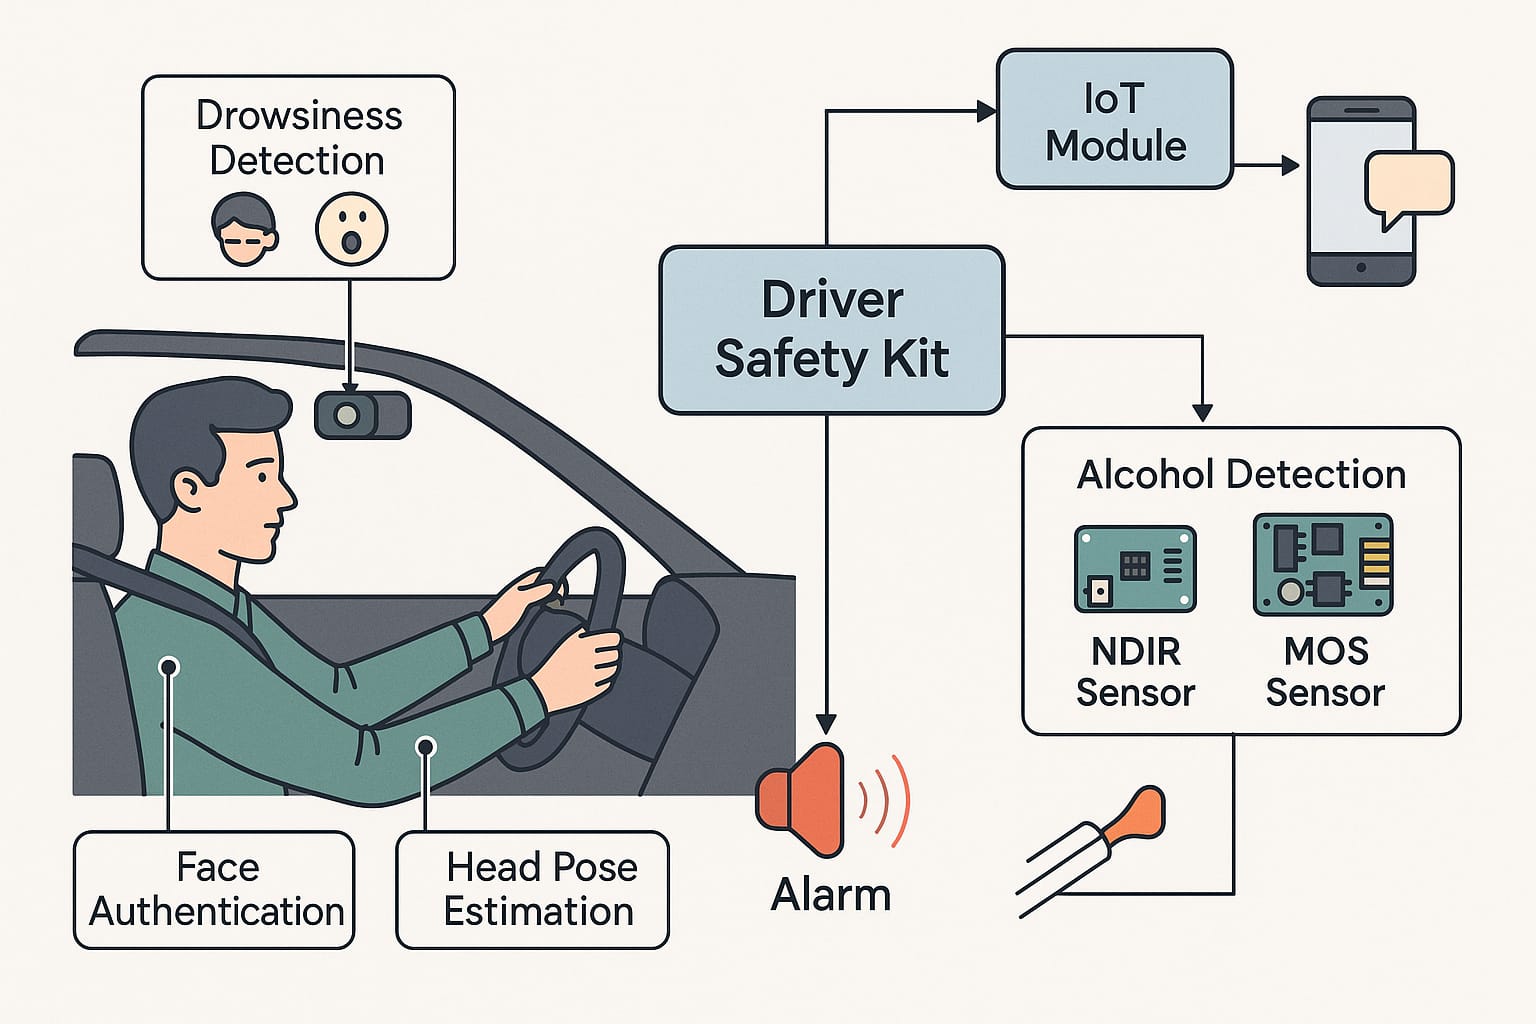 Drowsiness
Detection
IoT
Module
Driver
Safety Kit
Alcohol Detection
NDIR
Sensor
MOS
Sensor
Face
Authentication
Head Pose
Estimation
Alarm